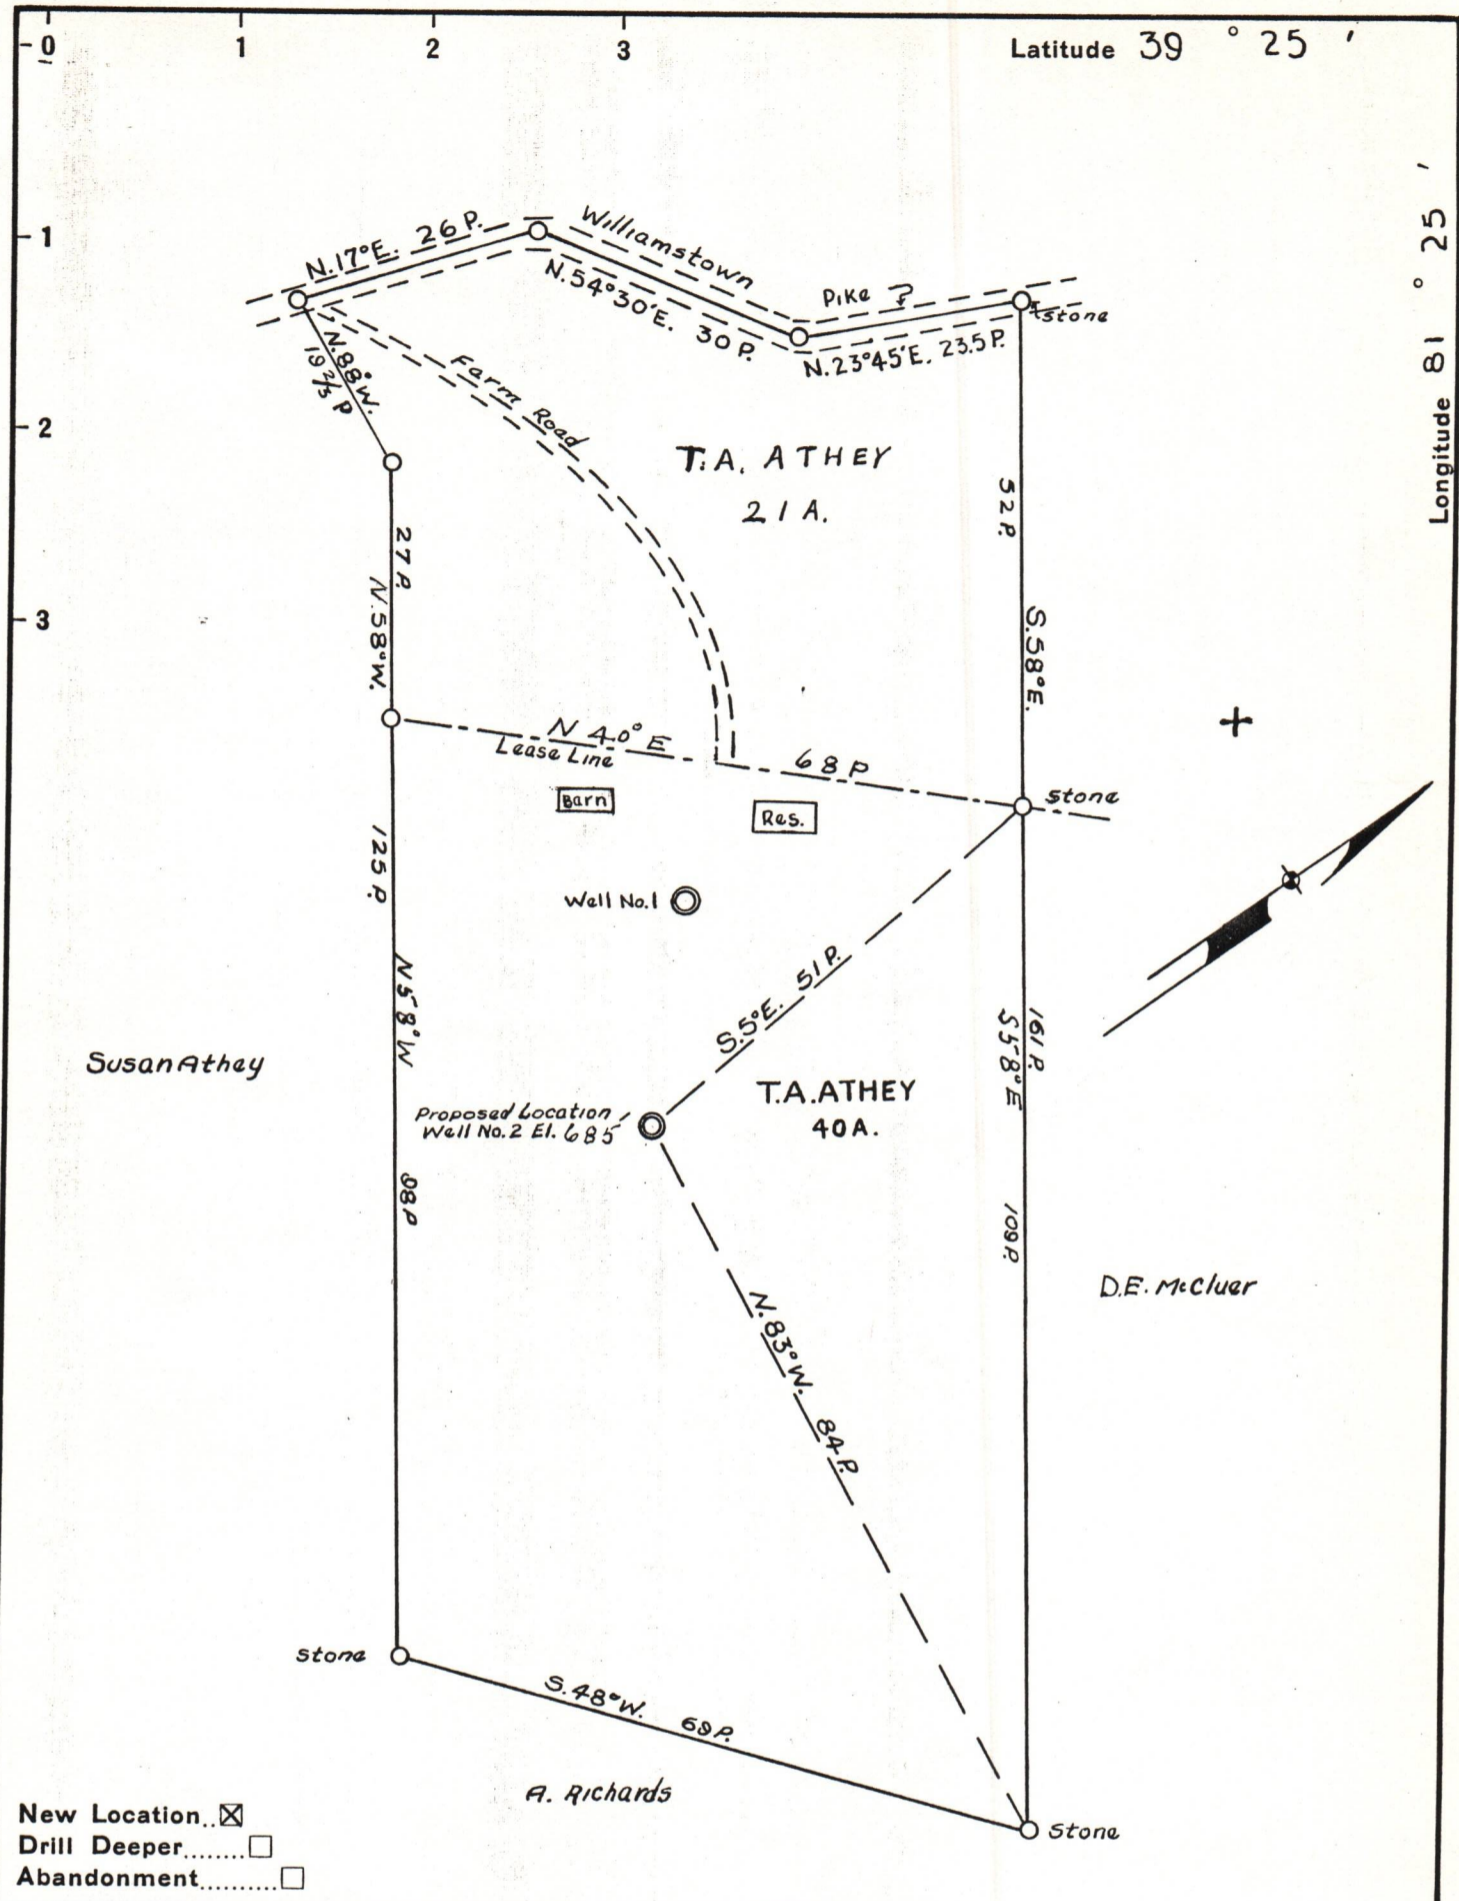 0 1 2 3 Latitude 39 ° 25 '
Longitude 81 ° 25 '
1
2
3
N.17°E. 26 P.
Williamstown
N.54°30'E. 30 P.
Pike
N.23°45'E. 23.5 P.
stone
N.88°W.
19 2/3 P
Farm Road
T.A. ATHEY
21 A.
52 P.
S.58°E.
27 P.
N.58°W.
N 40° E 68 P
Lease Line
stone
Barn
Res.
125 P.
Well No.1
S.5°E. 51 P.
N 58° W
161 P.
S 58° E
Susan Athey
T.A. ATHEY
40 A.
Proposed Location
Well No.2 El. 685'
98 P
109 P.
D.E. McCluer
N.83°W. 84 P.
stone
S.48°W. 69 P.
A. Richards
Stone
New Location..☒
Drill Deeper........☐
Abandonment..........☐